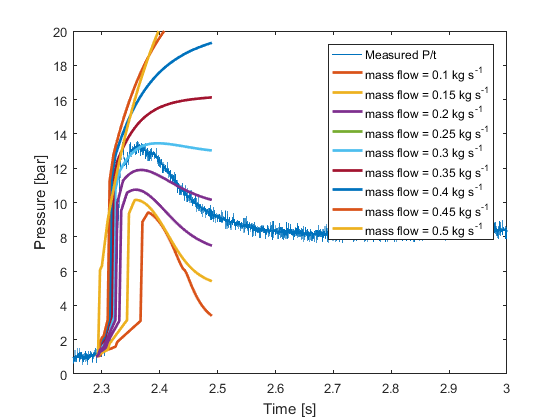 20
18
16
14
12
10
8
6
4
2
0
Pressure [bar]
Measured P/t
mass flow = 0.1 kg s-1
mass flow = 0.15 kg s-1
mass flow = 0.2 kg s-1
mass flow = 0.25 kg s-1
mass flow = 0.3 kg s-1
mass flow = 0.35 kg s-1
mass flow = 0.4 kg s-1
mass flow = 0.45 kg s-1
mass flow = 0.5 kg s-1
2.3 2.4 2.5 2.6 2.7 2.8 2.9 3
Time [s]